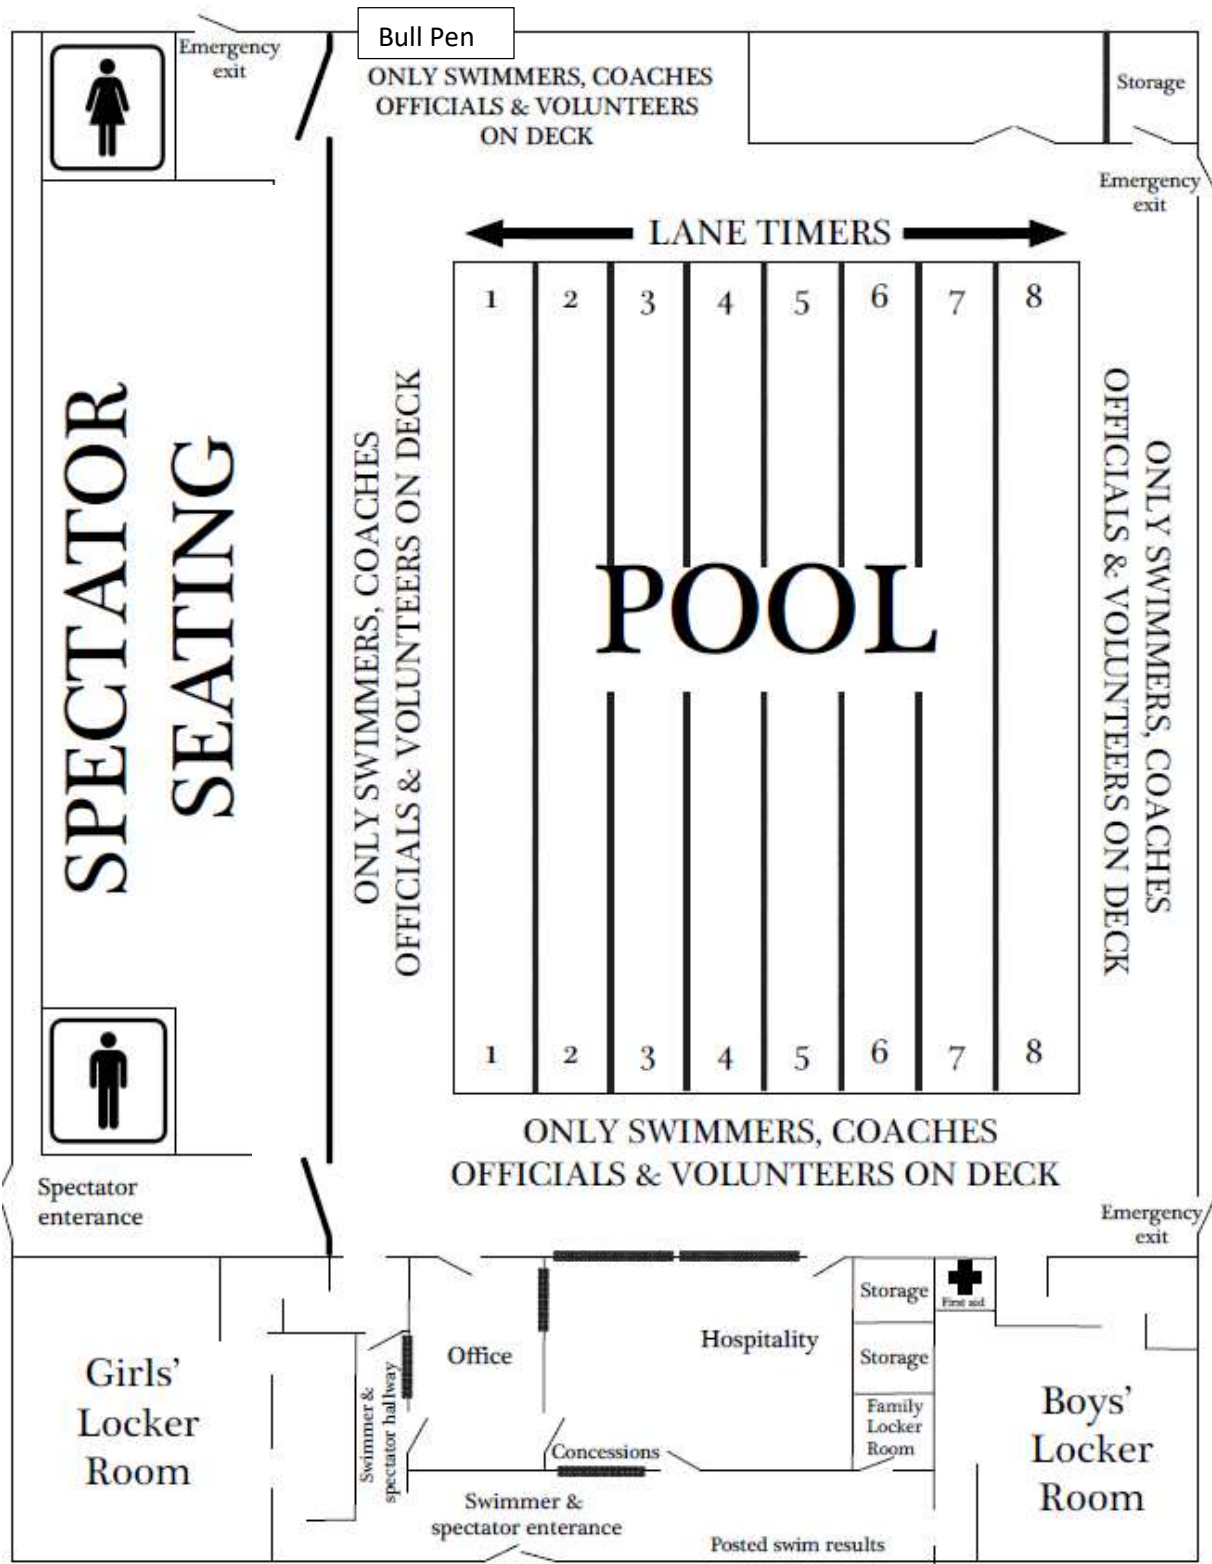 Bull Pen
Emergency
exit
ONLY SWIMMERS, COACHES
OFFICIALS & VOLUNTEERS
ON DECK
Storage
Emergency
exit
LANE TIMERS
1 2 3 4 5 6 7 8
SPECTATOR
SEATING
ONLY SWIMMERS, COACHES
OFFICIALS & VOLUNTEERS ON DECK
POOL
ONLY SWIMMERS, COACHES
OFFICIALS & VOLUNTEERS ON DECK
1 2 3 4 5 6 7 8
ONLY SWIMMERS, COACHES
OFFICIALS & VOLUNTEERS ON DECK
Spectator
enterance
Emergency
exit
Storage
First aid
Office
Hospitality
Storage
Girls'
Locker
Room
Swimmer &
spectator hallway
Family
Locker
Room
Boys'
Locker
Room
Concessions
Swimmer &
spectator enterance
Posted swim results